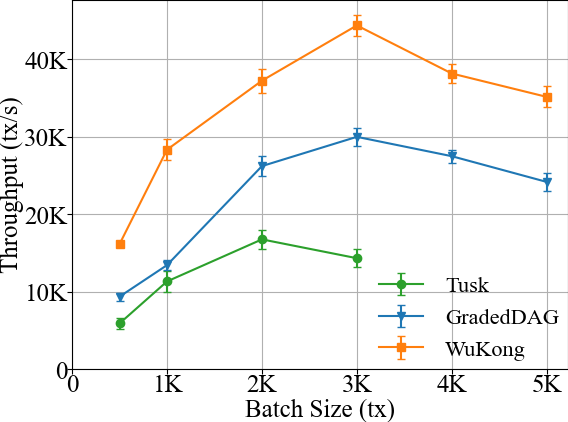 Throughput (tx/s)
40K
30K
20K
10K
0
0 1K 2K 3K 4K 5K
Batch Size (tx)
Tusk
GradedDAG
WuKong